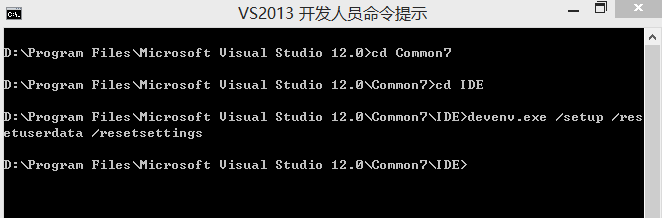 VS2013 开发人员命令提示
C:\.
D:\Program Files\Microsoft Visual Studio 12.0>cd Common7
D:\Program Files\Microsoft Visual Studio 12.0\Common7>cd IDE
D:\Program Files\Microsoft Visual Studio 12.0\Common7\IDE>devenv.exe /setup /res
etuserdata /resetsettings
D:\Program Files\Microsoft Visual Studio 12.0\Common7\IDE>